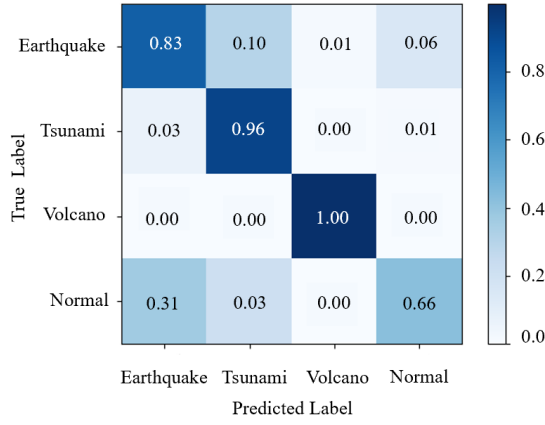 Earthquake 0.83 0.10 0.01 0.06
Tsunami 0.03 0.96 0.00 0.01
Volcano 0.00 0.00 1.00 0.00
Normal 0.31 0.03 0.00 0.66
Earthquake Tsunami Volcano Normal
Predicted Label
True Label
0.8
0.6
0.4
0.2
0.0